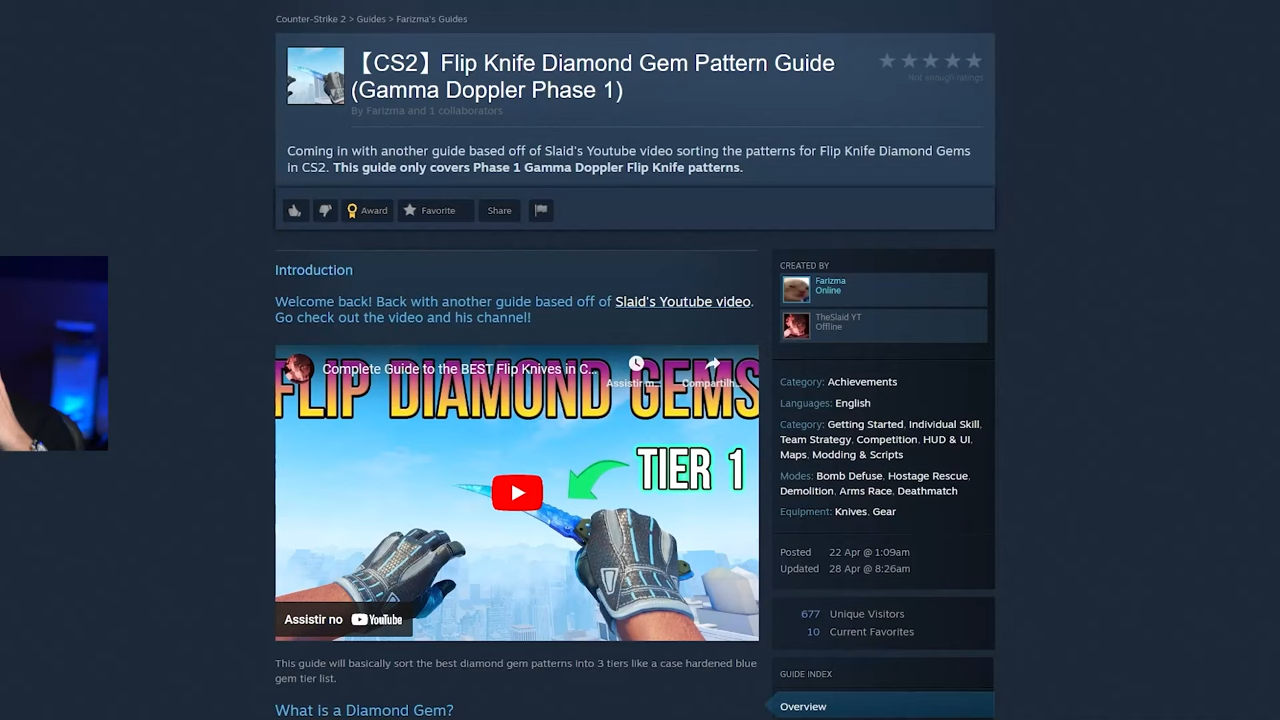 Counter-Strike 2 > Guides > Farizma's Guides
【CS2】Flip Knife Diamond Gem Pattern Guide
(Gamma Doppler Phase 1)
Not enough ratings
By Farizma and 1 collaborators
Coming in with another guide based off of Slaid's Youtube video sorting the patterns for Flip Knife Diamond Gems
in CS2. This guide only covers Phase 1 Gamma Doppler Flip Knife patterns.
Award
Favorite
Share
Introduction
Welcome back! Back with another guide based off of Slaid's Youtube video.
Go check out the video and his channel!
Complete Guide to the BEST Flip Knives in C...
Assistir m...
Compartilh...
FLIP DIAMOND GEMS
TIER 1
Assistir no YouTube
This guide will basically sort the best diamond gem patterns into 3 tiers like a case hardened blue
gem tier list.
What is a Diamond Gem?
CREATED BY
Farizma
Online
TheSlaid YT
Offline
Category: Achievements
Languages: English
Category: Getting Started, Individual Skill,
Team Strategy, Competition, HUD & UI,
Maps, Modding & Scripts
Modes: Bomb Defuse, Hostage Rescue,
Demolition, Arms Race, Deathmatch
Equipment: Knives, Gear
Posted 22 Apr @ 1:09am
Updated 28 Apr @ 8:26am
677 Unique Visitors
10 Current Favorites
GUIDE INDEX
Overview